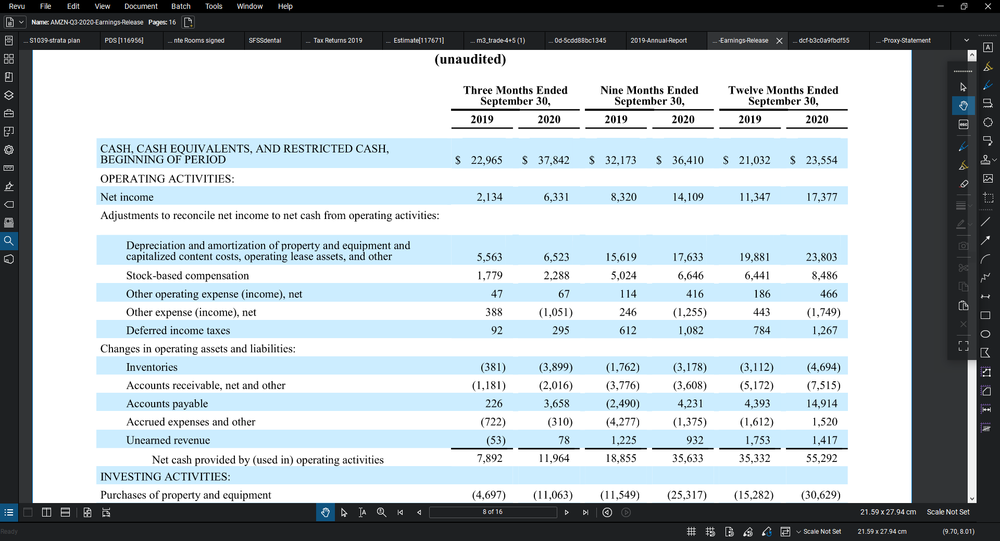 Revu File Edit View Document Batch Tools Window Help
Name: AMZN-Q3-2020-Earnings-Release Pages: 16
... S1039-strata plan PDS [116956] ... nte Rooms signed SFSSdental ... Tax Returns 2019 ... Estimate[117671] ... m3_trade-4+5 (1) ... 0d-5cdd88bc1345 2019-Annual-Report ... -Earnings-Release ... dcf-b3c0a9fbdf55 ... -Proxy-Statement
(unaudited)
Three Months Ended Nine Months Ended Twelve Months Ended
September 30, September 30, September 30,
2019 2020 2019 2020 2019 2020
CASH, CASH EQUIVALENTS, AND RESTRICTED CASH,
BEGINNING OF PERIOD $ 22,965 $ 37,842 $ 32,173 $ 36,410 $ 21,032 $ 23,554
OPERATING ACTIVITIES:
Net income 2,134 6,331 8,320 14,109 11,347 17,377
Adjustments to reconcile net income to net cash from operating activities:
Depreciation and amortization of property and equipment and
capitalized content costs, operating lease assets, and other 5,563 6,523 15,619 17,633 19,881 23,803
Stock-based compensation 1,779 2,288 5,024 6,646 6,441 8,486
Other operating expense (income), net 47 67 114 416 186 466
Other expense (income), net 388 (1,051) 246 (1,255) 443 (1,749)
Deferred income taxes 92 295 612 1,082 784 1,267
Changes in operating assets and liabilities:
Inventories (381) (3,899) (1,762) (3,178) (3,112) (4,694)
Accounts receivable, net and other (1,181) (2,016) (3,776) (3,608) (5,172) (7,515)
Accounts payable 226 3,658 (2,490) 4,231 4,393 14,914
Accrued expenses and other (722) (310) (4,277) (1,375) (1,612) 1,520
Unearned revenue (53) 78 1,225 932 1,753 1,417
Net cash provided by (used in) operating activities 7,892 11,964 18,855 35,633 35,332 55,292
INVESTING ACTIVITIES:
Purchases of property and equipment (4,697) (11,063) (11,549) (25,317) (15,282) (30,629)
esc
A
8 of 16
21.59 x 27.94 cm Scale Not Set
Ready Scale Not Set 21.59 x 27.94 cm (9.70, 8.01)